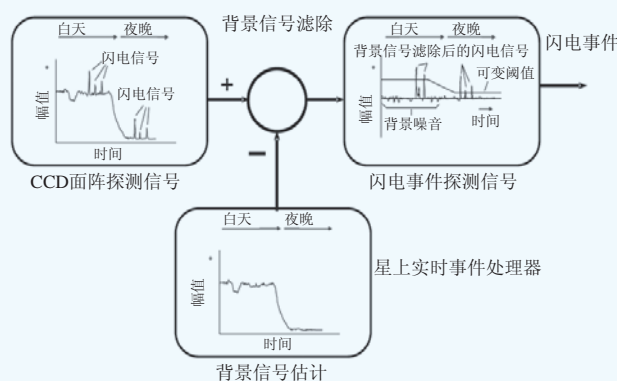 白天 夜晚
闪电信号
闪电信号
幅值
时间
CCD面阵探测信号
背景信号滤除
+
−
白天 夜晚
背景信号滤除后的闪电信号
可变阈值
幅值
时间
背景噪音
闪电事件探测信号
闪电事件
白天 夜晚
幅值
时间
背景信号估计
星上实时事件处理器